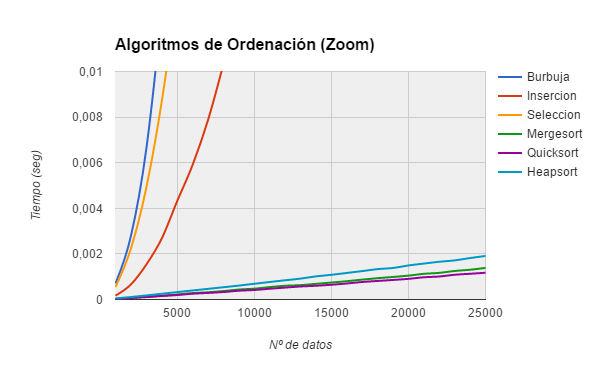 Algoritmos de Ordenación (Zoom)
0,01
0,008
0,006
0,004
0,002
0
Tiempo (seg)
5000
10000
15000
20000
25000
Nº de datos
Burbuja
Insercion
Seleccion
Mergesort
Quicksort
Heapsort